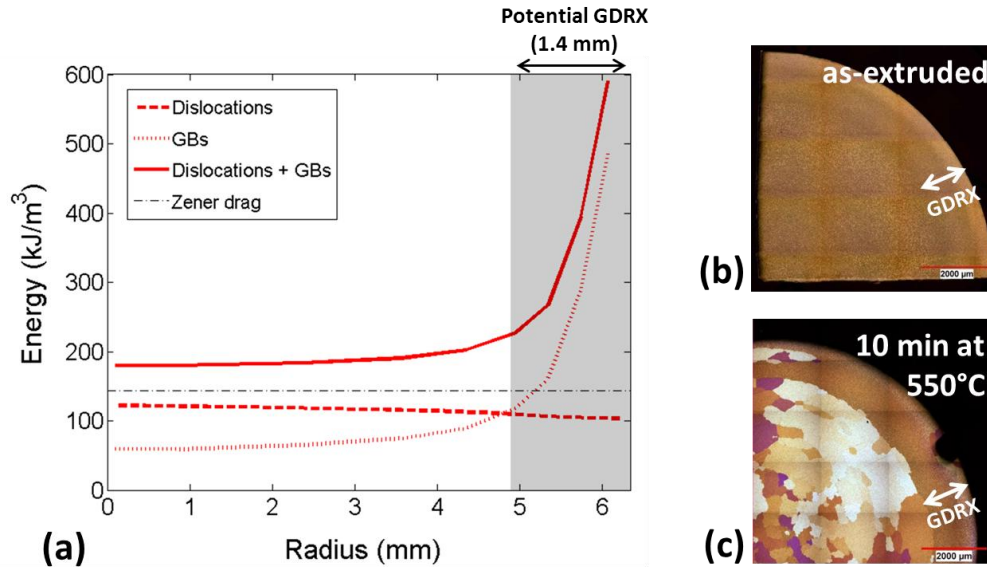 Potential GDRX
(1.4 mm)
600
500
400
300
200
100
0
Energy (kJ/m³)
Dislocations
GBs
Dislocations + GBs
Zener drag
0 1 2 3 4 5 6
Radius (mm)
(a)
as-extruded
GDRX
2000 µm
(b)
10 min at
550°C
GDRX
2000 µm
(c)